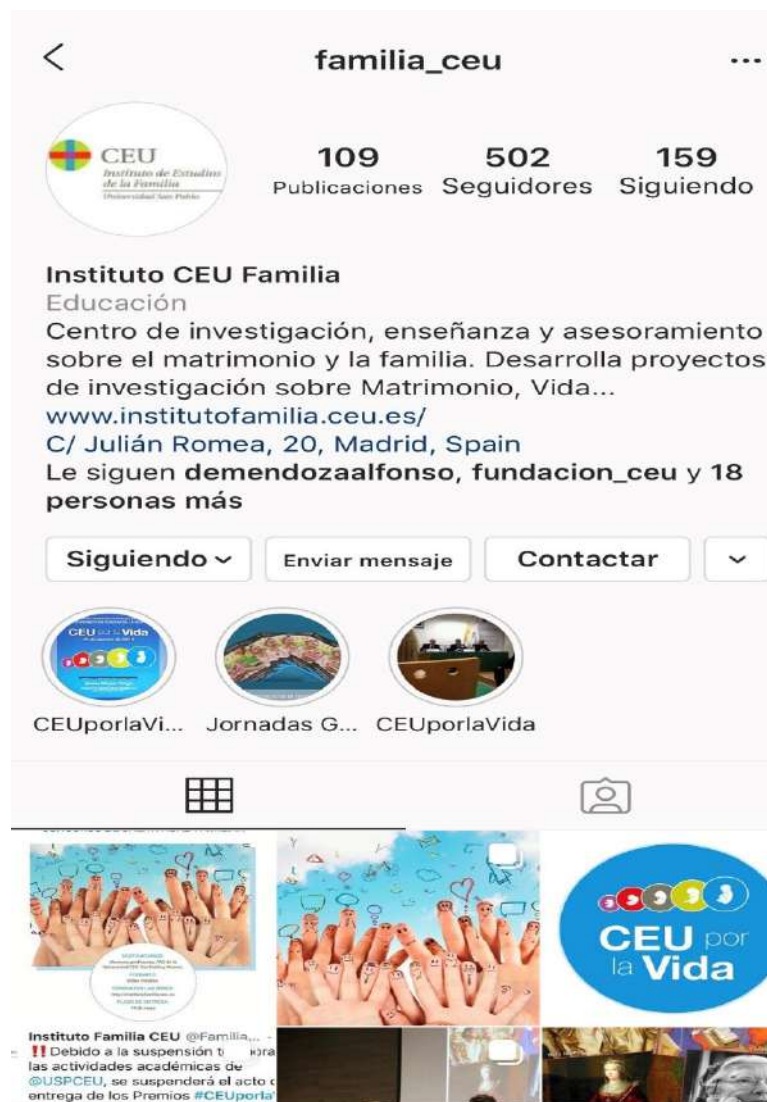 familia_ceu
CEU
Instituto de Estudios
de la Familia
Universidad San Pablo
109
Publicaciones
502
Seguidores
159
Siguiendo
Instituto CEU Familia
Educación
Centro de investigación, enseñanza y asesoramiento
sobre el matrimonio y la familia. Desarrolla proyectos
de investigación sobre Matrimonio, Vida...
www.institutofamilia.ceu.es/
C/ Julián Romea, 20, Madrid, Spain
Le siguen demendozaalfonso, fundacion_ceu y 18
personas más
Siguiendo
Enviar mensaje
Contactar
CEU por la Vida
CEUporlaVi...
Jornadas G...
CEUporlaVida
CEU por
la Vida
Instituto Familia CEU @Familia...
!! Debido a la suspensión t
las actividades académicas de
@USPCEU, se suspenderá el acto
entrega de los Premios #CEUporla